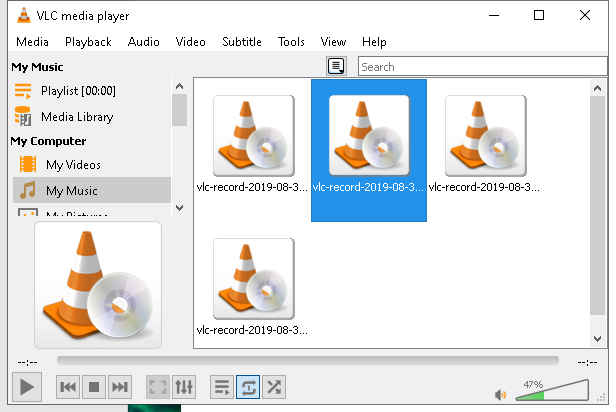 VLC media player
Media Playback Audio Video Subtitle Tools View Help
My Music
Search
Playlist [00:00]
Media Library
My Computer
My Videos
My Music
My Pictures
vlc-record-2019-08-3...
vlc-record-2019-08-3...
vlc-record-2019-08-3...
vlc-record-2019-08-3...
--:--
--:--
47%